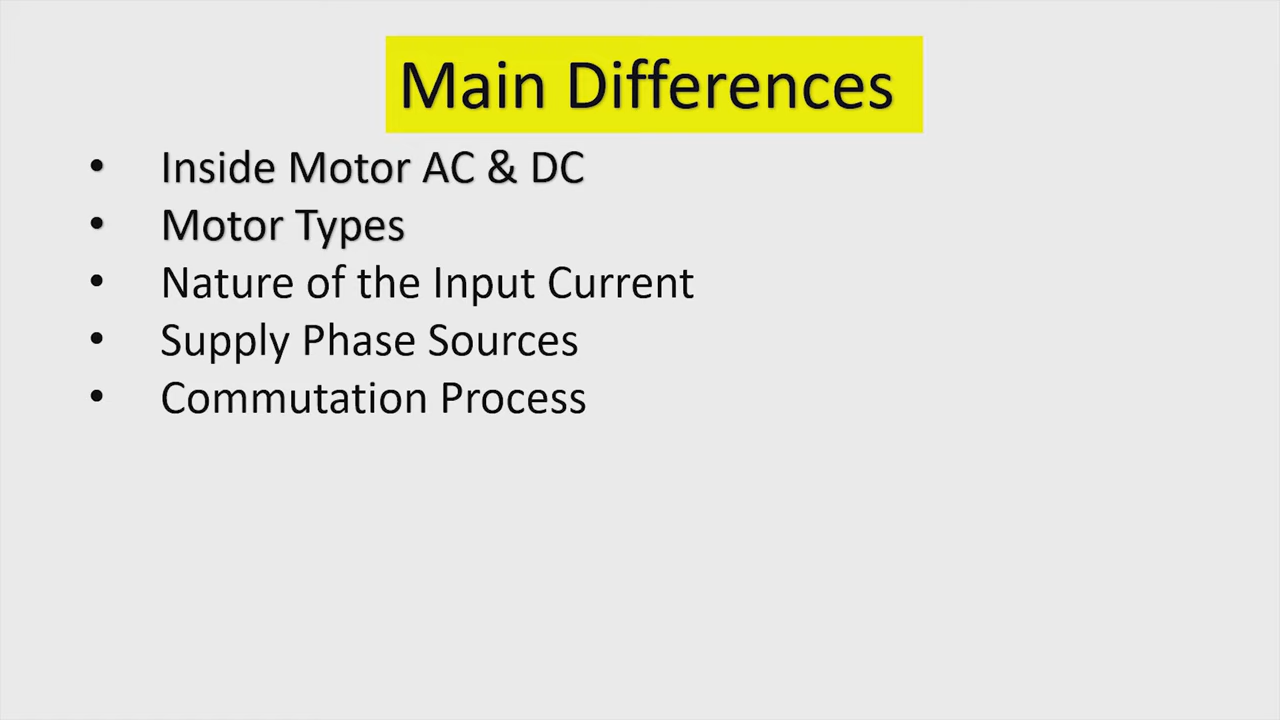 Main Differences
• Inside Motor AC & DC
• Motor Types
• Nature of the Input Current
• Supply Phase Sources
• Commutation Process